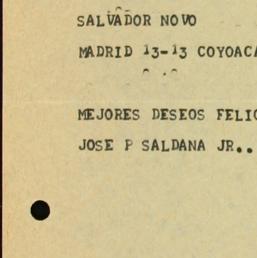 SALVADOR NOVO
MADRID 13-13 COYOACA
MEJORES DESEOS FELIC
JOSE P SALDANA JR..